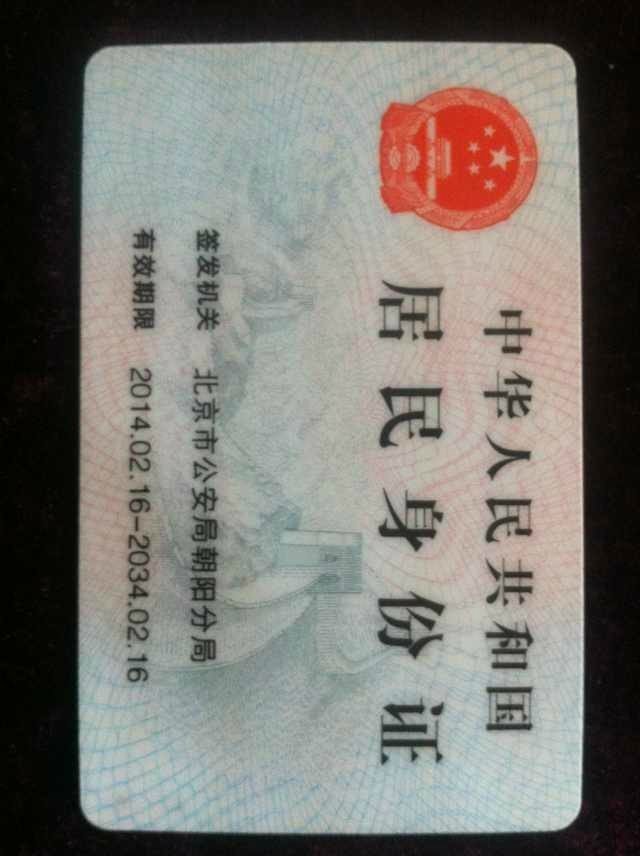 中华人民共和国
居民身份证
签发机关 北京市公安局朝阳分局
有效期限 2014.02.16-2034.02.16